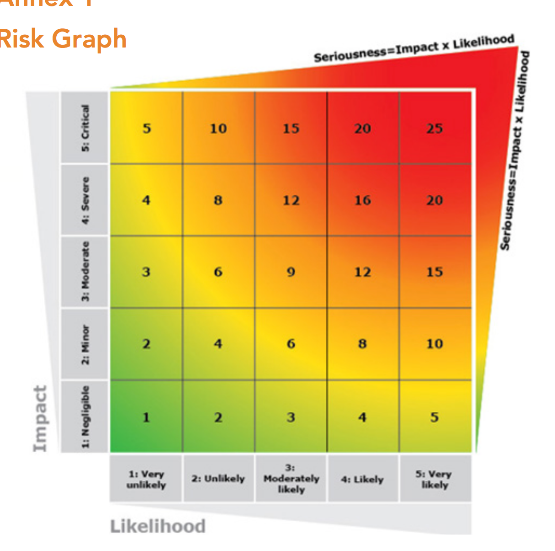 Annex 1
Risk Graph
Seriousness=Impact x Likelihood
Seriousness=Impact x Likelihood
5: Critical
5 10 15 20 25
4: Severe
4 8 12 16 20
3: Moderate
3 6 9 12 15
2: Minor
2 4 6 8 10
1: Negligible
1 2 3 4 5
Impact
1: Very
unlikely
2: Unlikely
3:
Moderately
likely
4: Likely
5: Very
likely
Likelihood